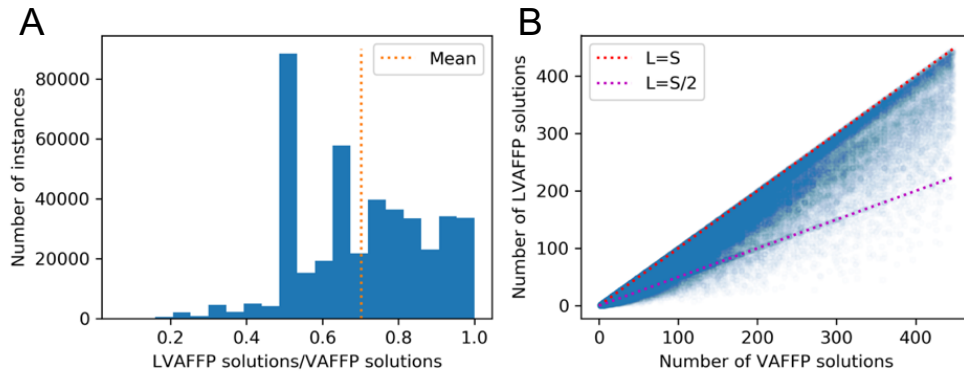 A
Number of instances
80000
60000
40000
20000
0
0.2
0.4
0.6
0.8
1.0
LVAFFP solutions/VAFFP solutions
Mean
B
Number of LVAFFP solutions
400
300
200
100
0
0
100
200
300
400
Number of VAFFP solutions
L=S
L=S/2